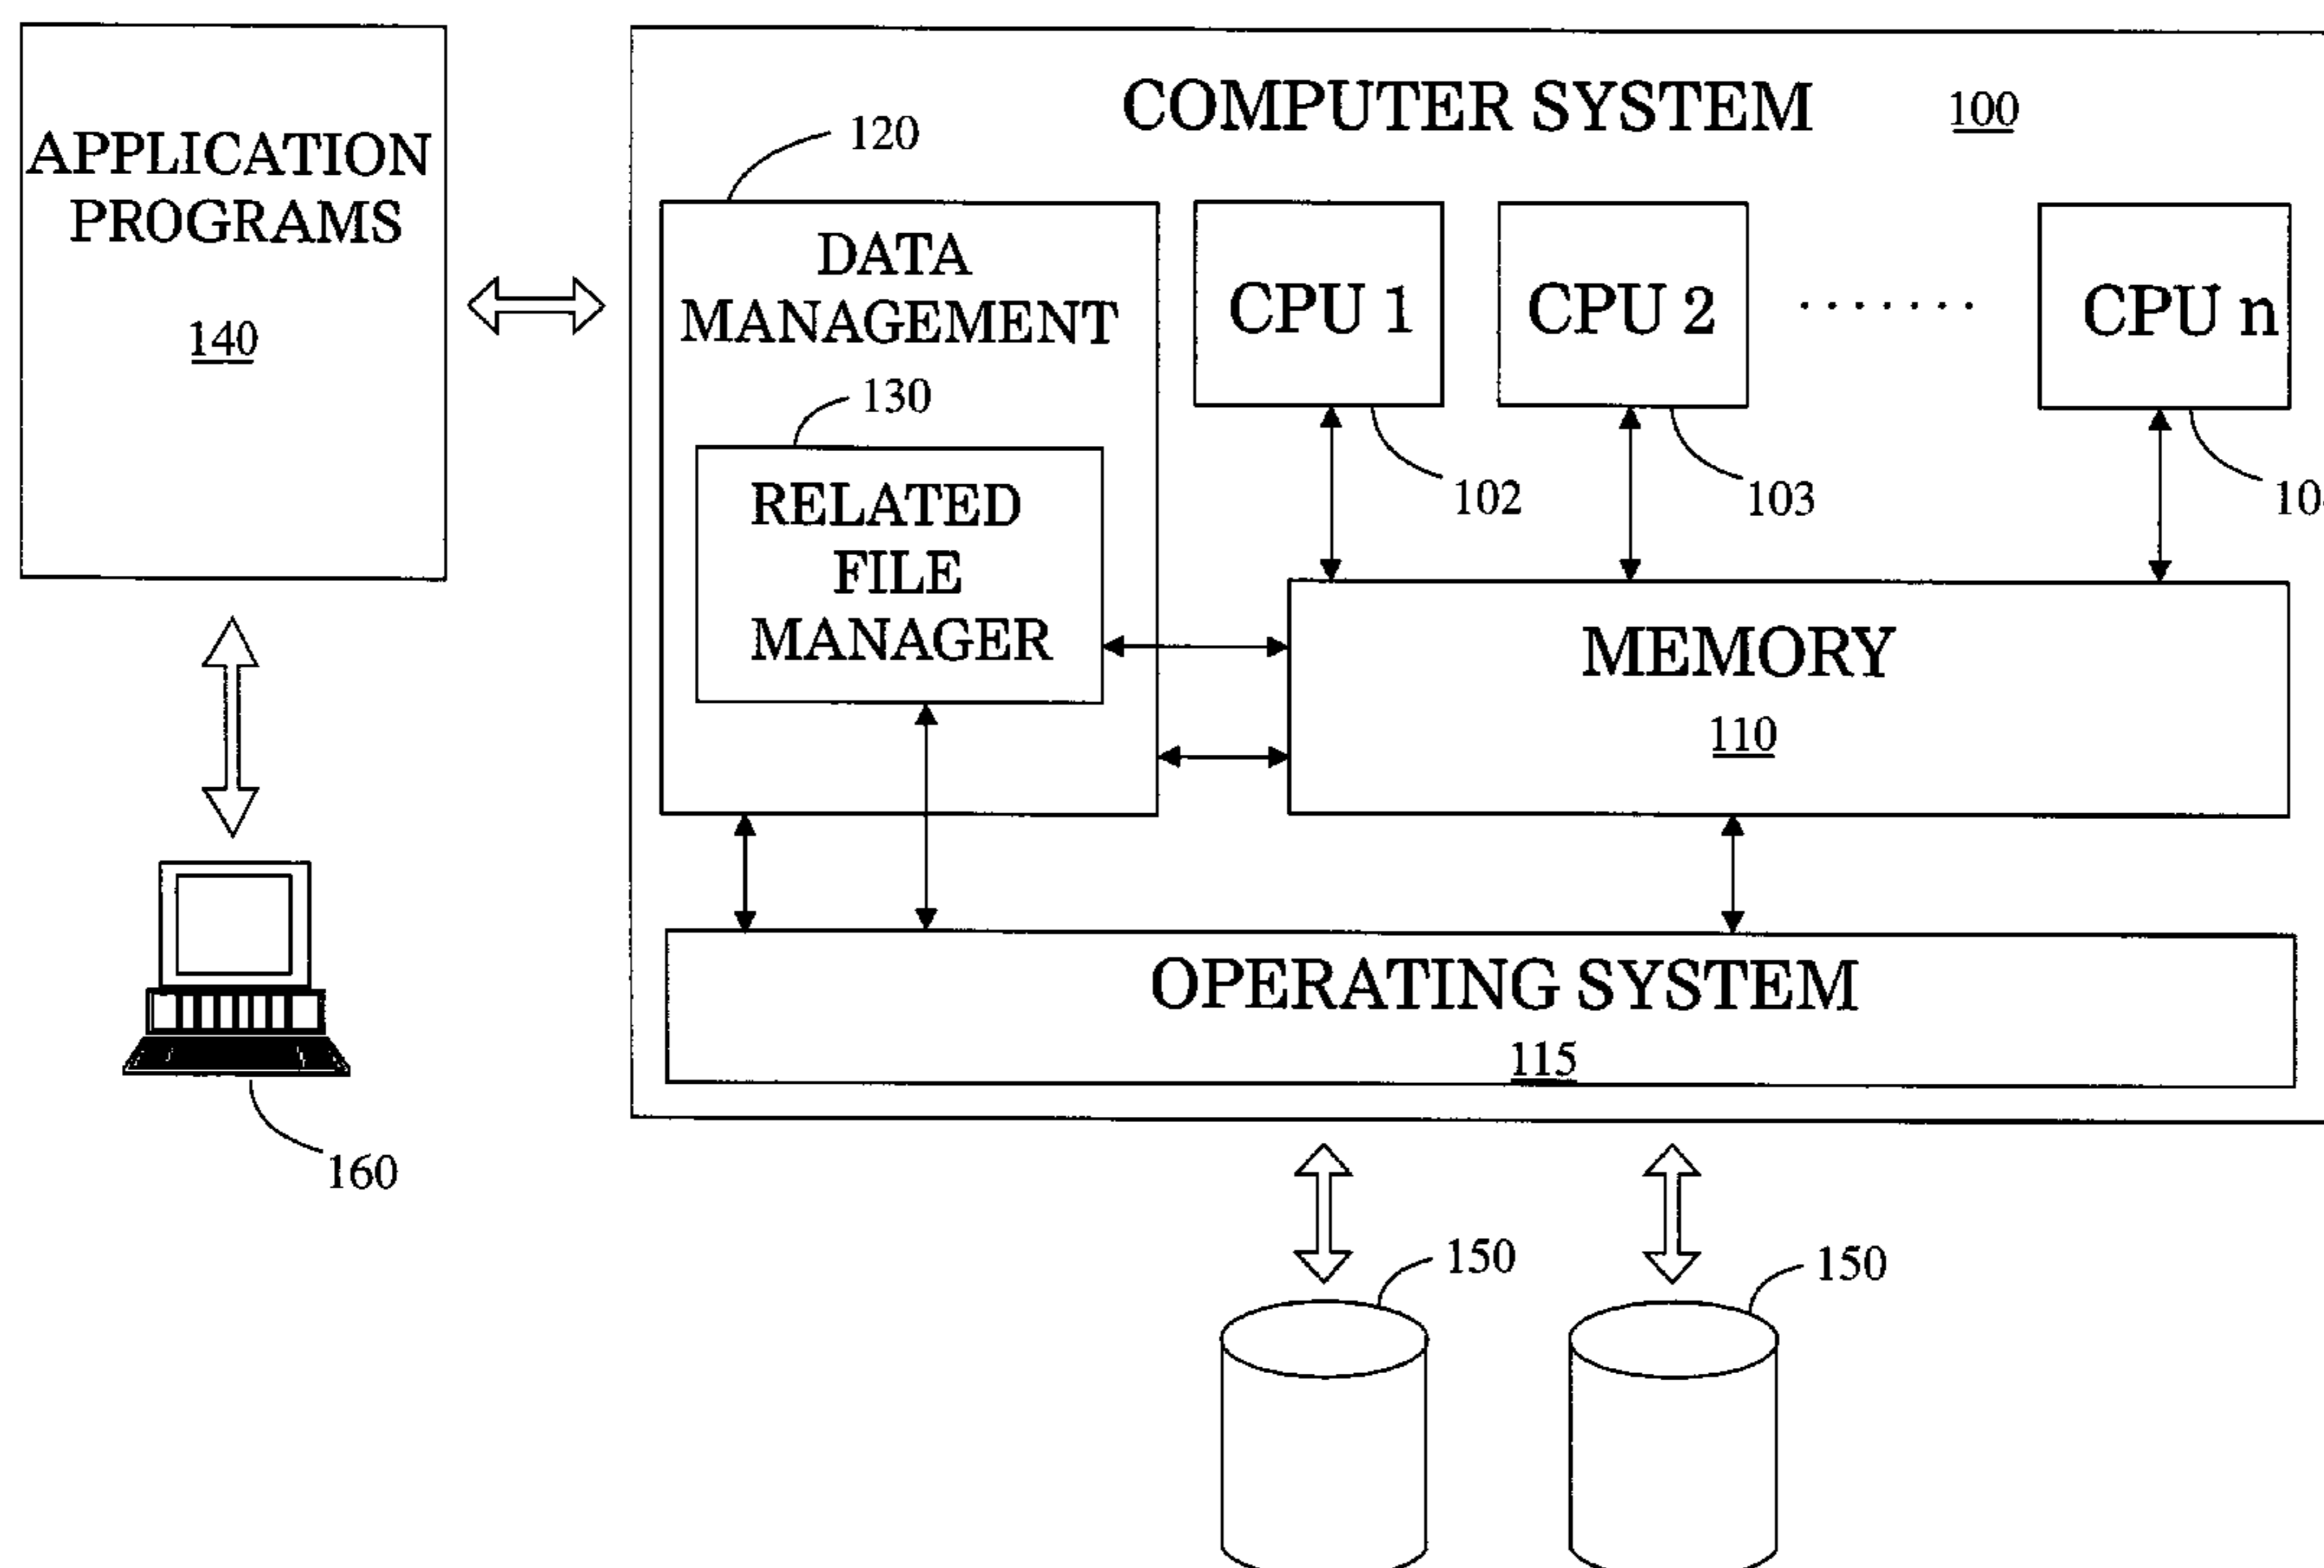 APPLICATION
PROGRAMS
140
COMPUTER SYSTEM 100
120
DATA
MANAGEMENT
130
RELATED
FILE
MANAGER
CPU 1
CPU 2
.......
CPU n
102
103
MEMORY
110
OPERATING SYSTEM
115
160
150
150